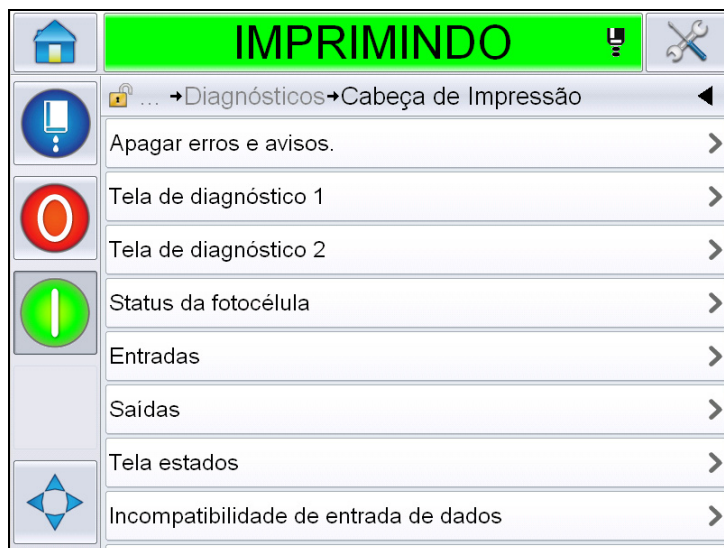 IMPRIMINDO
... →Diagnósticos→Cabeça de Impressão
Apagar erros e avisos.
Tela de diagnóstico 1
Tela de diagnóstico 2
Status da fotocélula
Entradas
Saídas
Tela estados
Incompatibilidade de entrada de dados